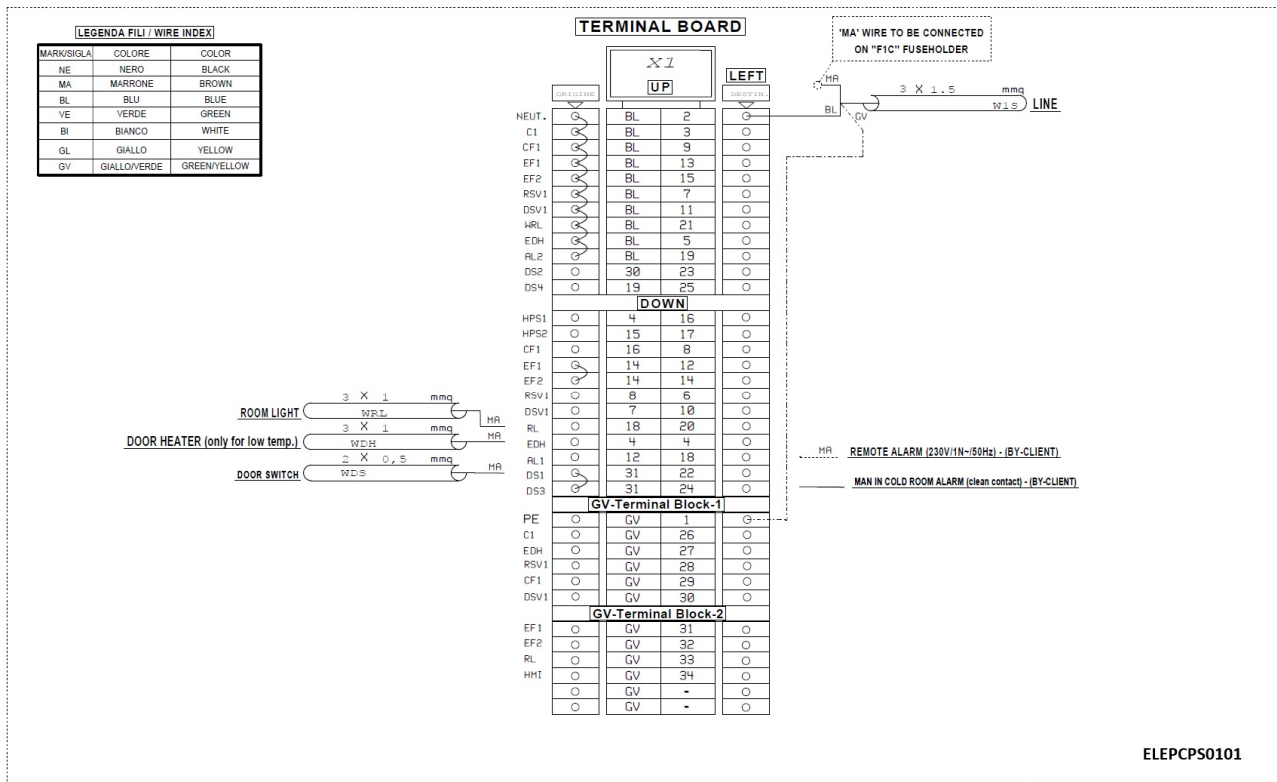 TERMINAL BOARD
LEGENDA FILI / WIRE INDEX
MARK/SIGLA COLORE COLOR
NE NERO BLACK
MA MARRONE BROWN
BL BLU BLUE
VE VERDE GREEN
BI BIANCO WHITE
GL GIALLO YELLOW
GV GIALLO/VERDE GREEN/YELLOW
'MA' WIRE TO BE CONNECTED
ON "F1C" FUSEHOLDER
X1
UP
LEFT
ORIGINE
DESTIN.
MA
BL
GV
3 X 1.5 mmq
W1S
LINE
NEUT. BL 2
C1 BL 3
CF1 BL 9
EF1 BL 13
EF2 BL 15
RSV1 BL 7
DSV1 BL 11
WRL BL 21
EDH BL 5
AL2 BL 19
DS2 30 23
DS4 19 25
DOWN
HPS1 4 16
HPS2 15 17
CF1 16 8
EF1 14 12
EF2 14 14
RSV1 8 6
DSV1 7 10
RL 18 20
EDH 4 4
AL1 12 18
DS1 31 22
DS3 31 24
GV-Terminal Block-1
PE GV 1
C1 GV 26
EDH GV 27
RSV1 GV 28
CF1 GV 29
DSV1 GV 30
GV-Terminal Block-2
EF1 GV 31
EF2 GV 32
RL GV 33
HMI GV 34
GV -
GV -
3 X 1 mmq
ROOM LIGHT WRL MA
3 X 1 mmq
DOOR HEATER (only for low temp.) WDH MA
2 X 0,5 mmq
DOOR SWITCH WDS MA
MA REMOTE ALARM (230V/1N~/50Hz) - (BY-CLIENT)
MAN IN COLD ROOM ALARM (clean contact) - (BY-CLIENT)
ELEPCPS0101